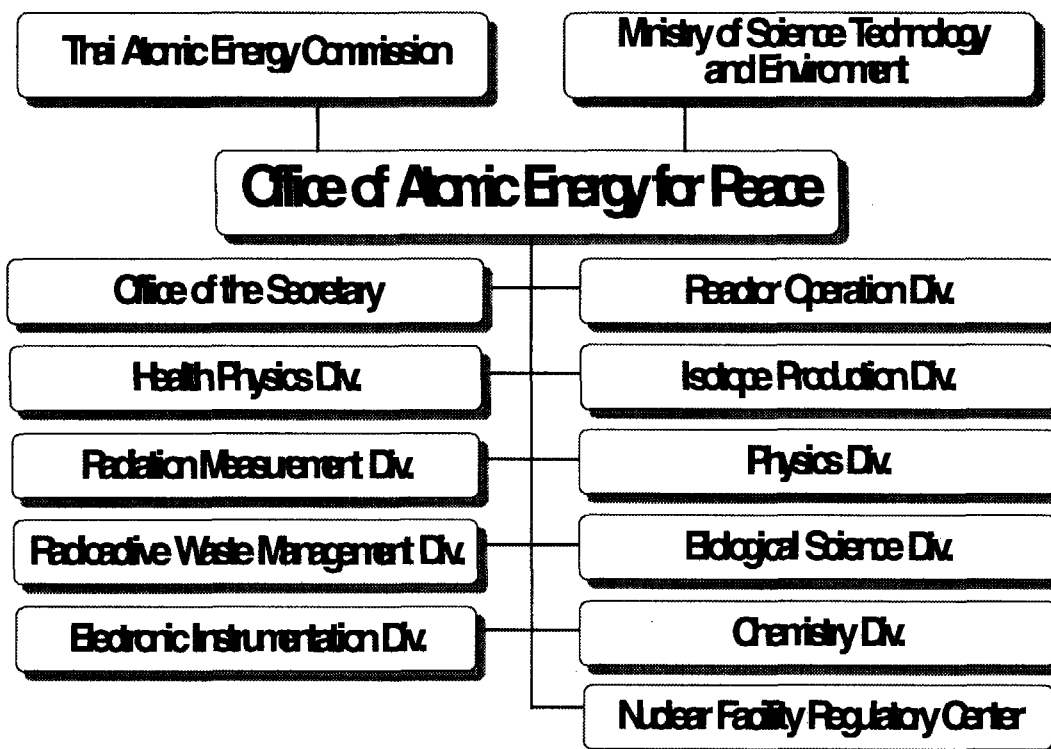 Thai Atomic Energy Commission
Ministry of Science Technology
and Environment
Office of Atomic Energy for Peace
Office of the Secretary
Reactor Operation Div.
Health Physics Div.
Isotope Production Div.
Radiation Measurement Div.
Physics Div.
Radioactive Waste Management Div.
Biological Science Div.
Electronic Instrumentation Div.
Chemistry Div.
Nuclear Facility Regulatory Center